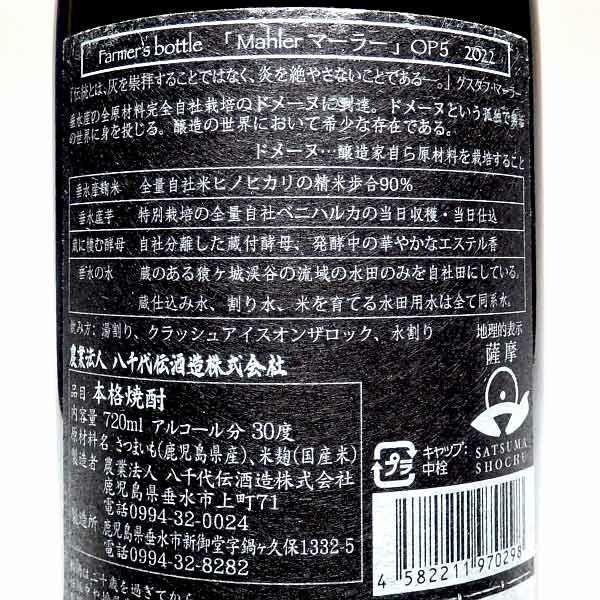 Farmer's bottle 「Mahler マーラー」 OP5 2022
「伝統とは、灰を崇拝することではなく、炎を絶やさないことである―。」グスタフ・マーラー
垂水産の全原材料完全自社栽培のドメーヌに到達。ドメーヌという孤独で
の世界に身を投じる。醸造の世界において希少な存在である。
ドメーヌ…醸造家自ら原材料を栽培すること
垂水産麹米 全量自社米ヒノヒカリの精米歩合90%
垂水産芋 特別栽培の全量自社ベニハルカの当日収穫・当日仕込
蔵に棲む酵母 自社分離した蔵付酵母、発酵中の華やかなエステル香
垂水の水 蔵のある猿ヶ城渓谷の流域の水田のみを自社田にしている。
蔵仕込み水、割り水、米を育てる水田用水は全て同系水。
飲み方:湯割り、クラッシュアイスオンザロック、水割り
農業法人 八千代伝酒造株式会社
品目 本格焼酎
内容量 720ml アルコール分 30度
原材料名 さつまいも(鹿児島県産)、米麹(国産米)
製造者 農業法人 八千代伝酒造株式会社
鹿児島県垂水市上町71
電話0994-32-0024
製造所 鹿児島県垂水市新御堂字鍋ヶ久保1332-5
電話0994-32-8282
は二十歳を過ぎてから
地理的表示
薩摩
SATSUMA
SHOCHU
プラ
キャップ・
中栓
4 582211 970298